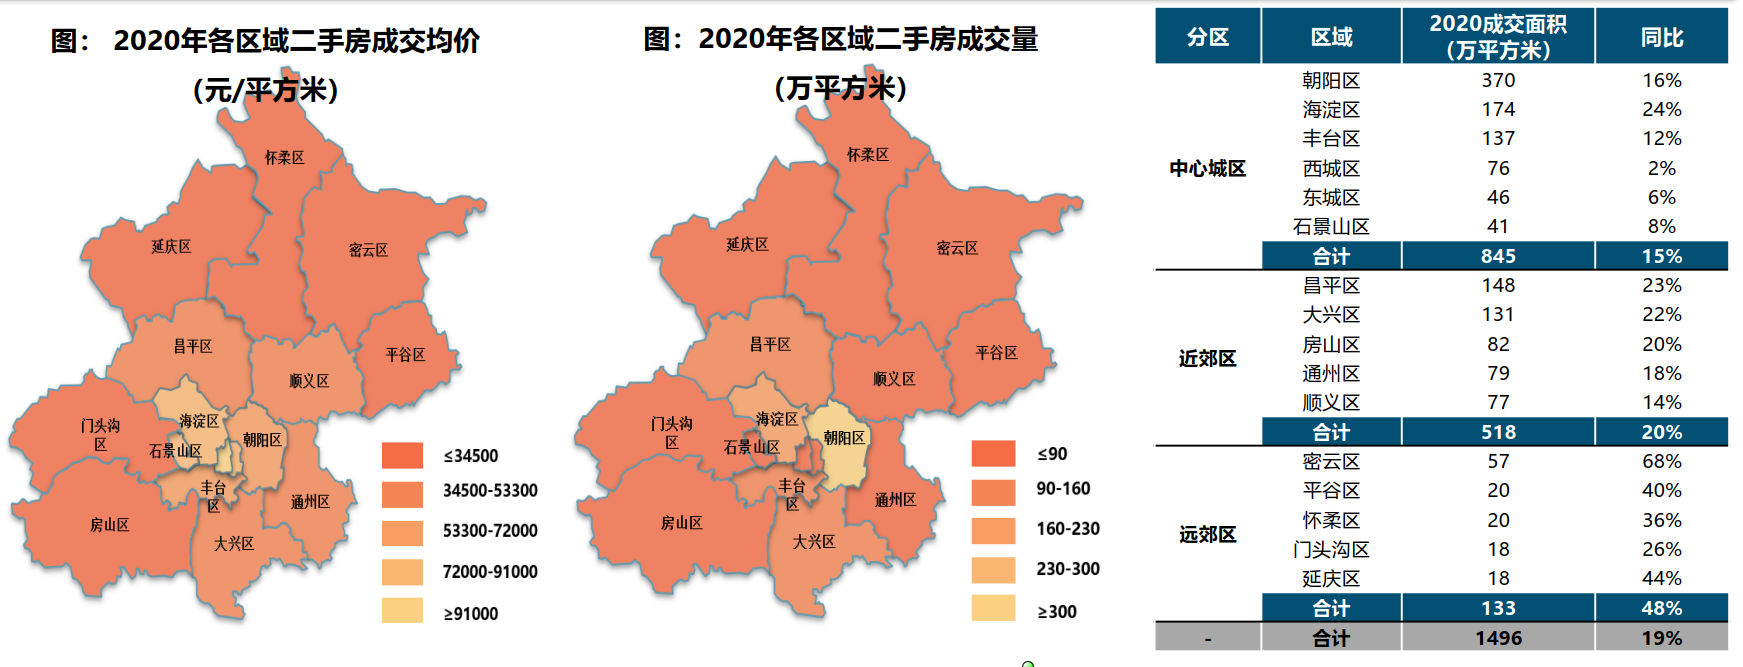 图： 2020年各区域二手房成交均价
（元/平方米）
怀柔区
延庆区
密云区
昌平区
顺义区
平谷区
门头沟
区
海淀区
石景山区
朝阳区
丰台
区
通州区
房山区
大兴区
≤34500
34500-53300
53300-72000
72000-91000
≥91000
图：2020年各区域二手房成交量
（万平方米）
怀柔区
延庆区
密云区
昌平区
顺义区
平谷区
门头沟
区
海淀区
石景山区
朝阳区
丰台
区
通州区
房山区
大兴区
≤90
90-160
160-230
230-300
≥300
分区 区域 2020成交面积 同比
（万平方米）
朝阳区 370 16%
海淀区 174 24%
丰台区 137 12%
中心城区 西城区 76 2%
东城区 46 6%
石景山区 41 8%
合计 845 15%
昌平区 148 23%
大兴区 131 22%
近郊区 房山区 82 20%
通州区 79 18%
顺义区 77 14%
合计 518 20%
密云区 57 68%
平谷区 20 40%
远郊区 怀柔区 20 36%
门头沟区 18 26%
延庆区 18 44%
合计 133 48%
- 合计 1496 19%